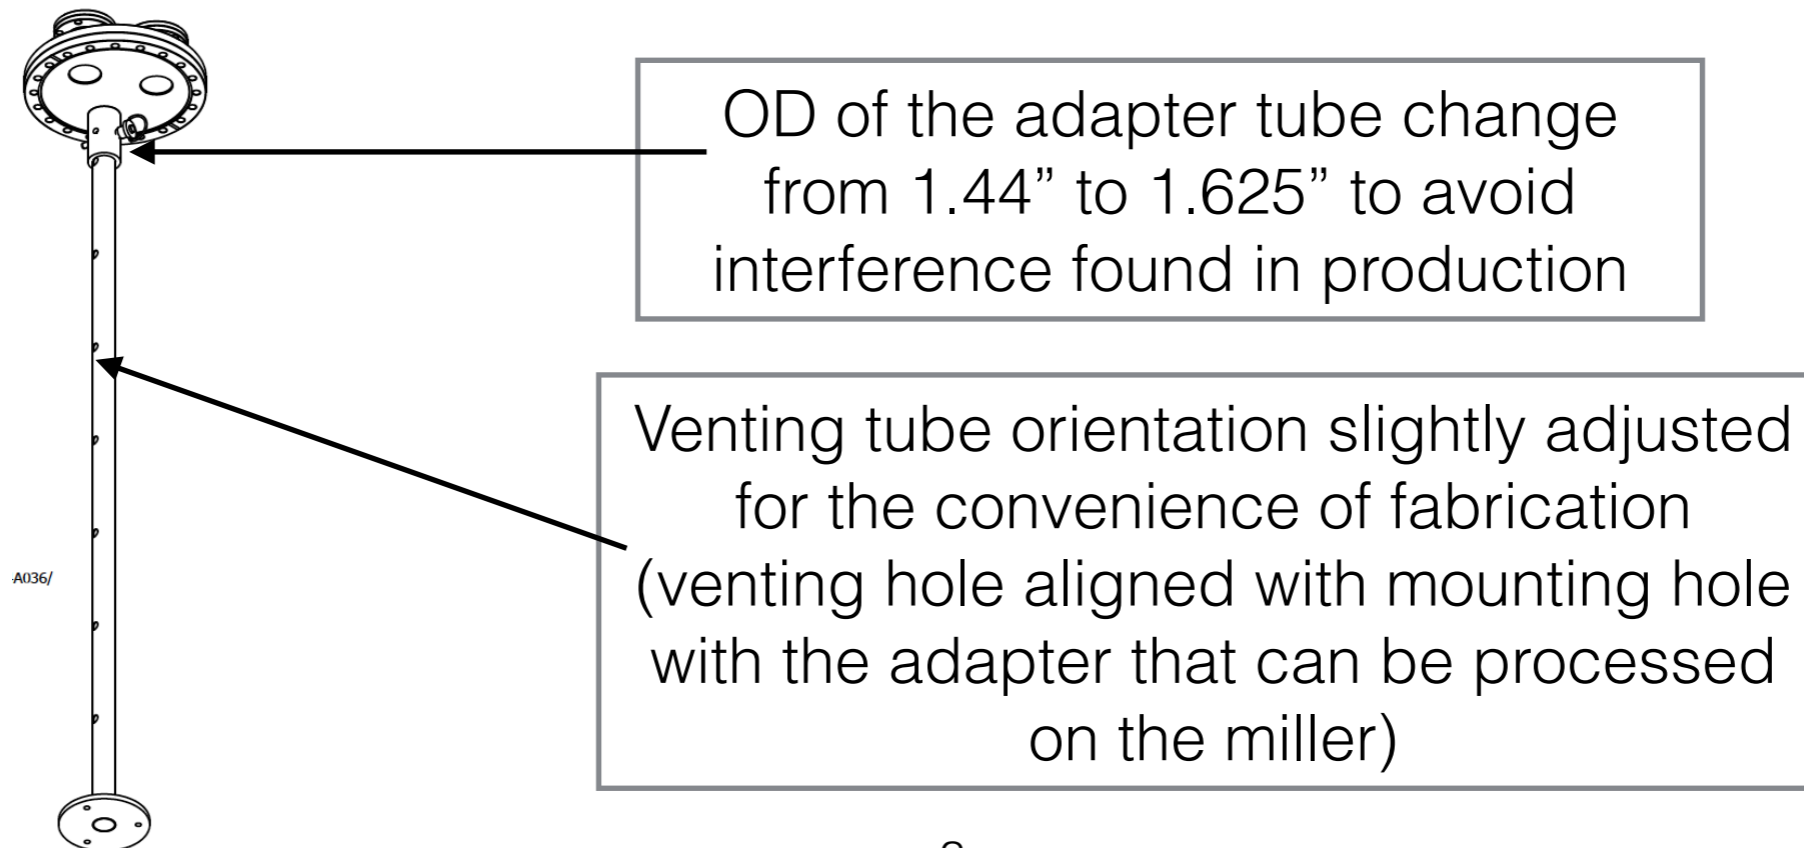 OD of the adapter tube change
from 1.44” to 1.625” to avoid
interference found in production
Venting tube orientation slightly adjusted
for the convenience of fabrication
(venting hole aligned with mounting hole
with the adapter that can be processed
on the miller)
A036/